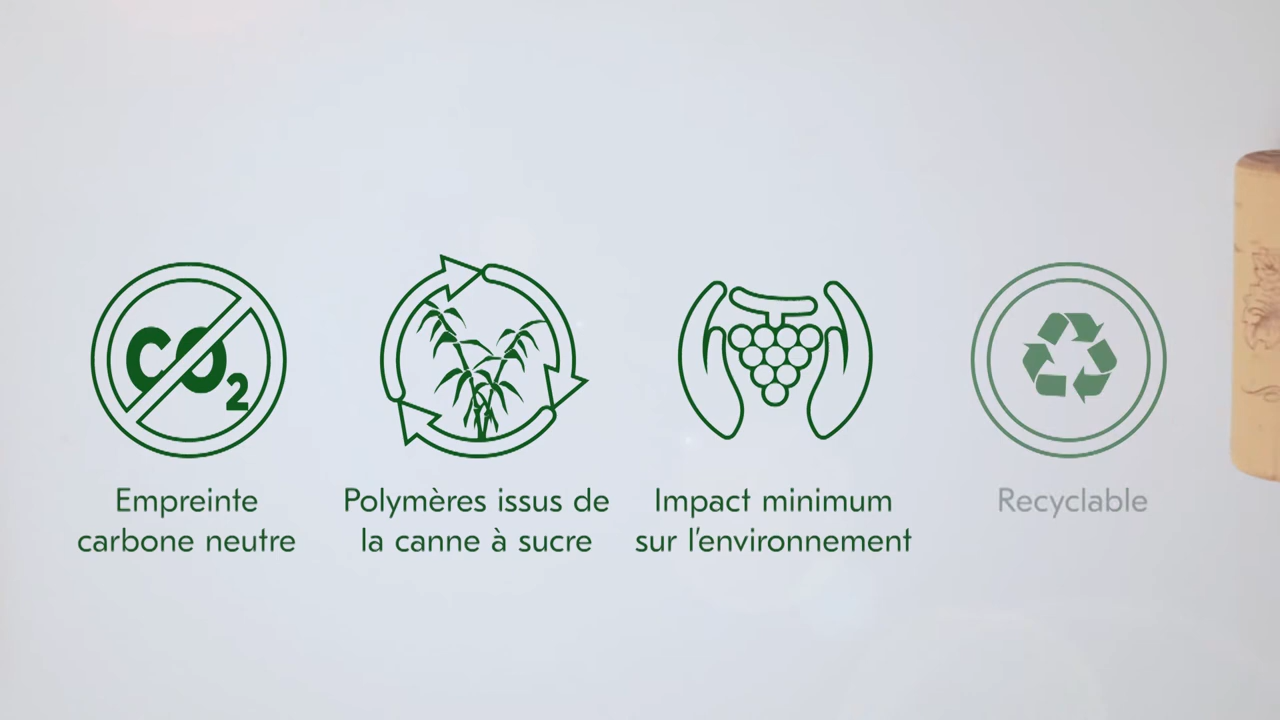 CO2
Empreinte
carbone neutre
Polymères issus de
la canne à sucre
Impact minimum
sur l'environnement
Recyclable